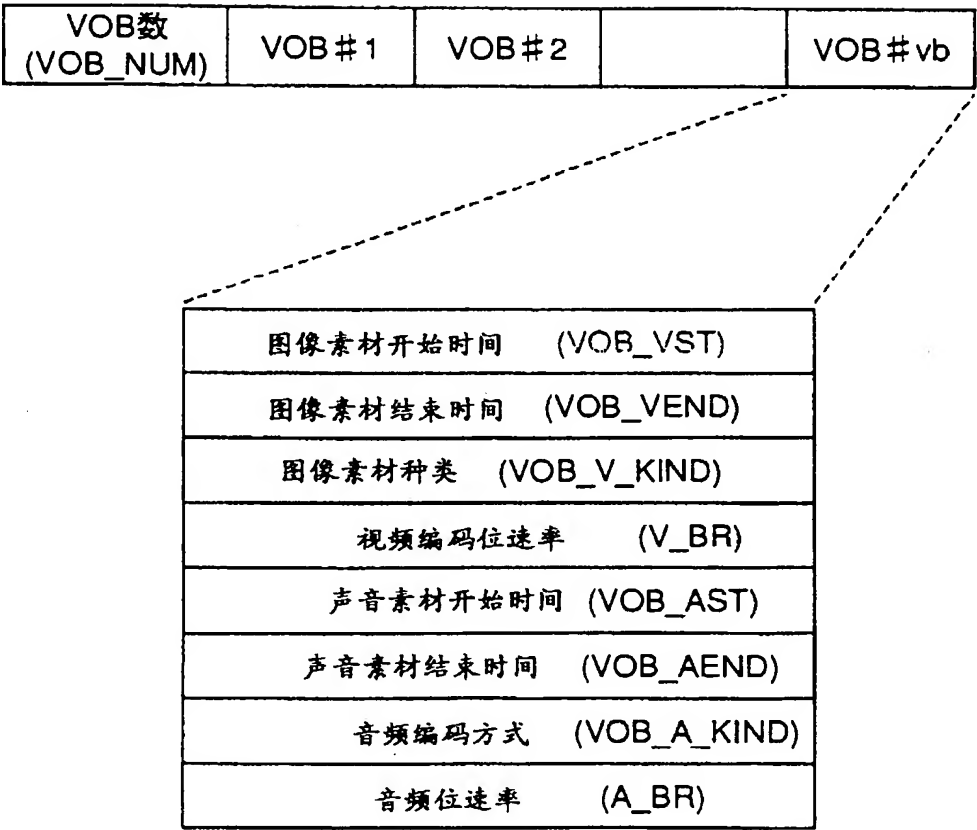 VOB数
(VOB_NUM)
VOB#1
VOB#2
VOB#vb
图像素材开始时间 (VOB_VST)
图像素材结束时间 (VOB_VEND)
图像素材种类 (VOB_V_KIND)
视频编码位速率 (V_BR)
声音素材开始时间 (VOB_AST)
声音素材结束时间 (VOB_AEND)
音频编码方式 (VOB_A_KIND)
音频位速率 (A_BR)